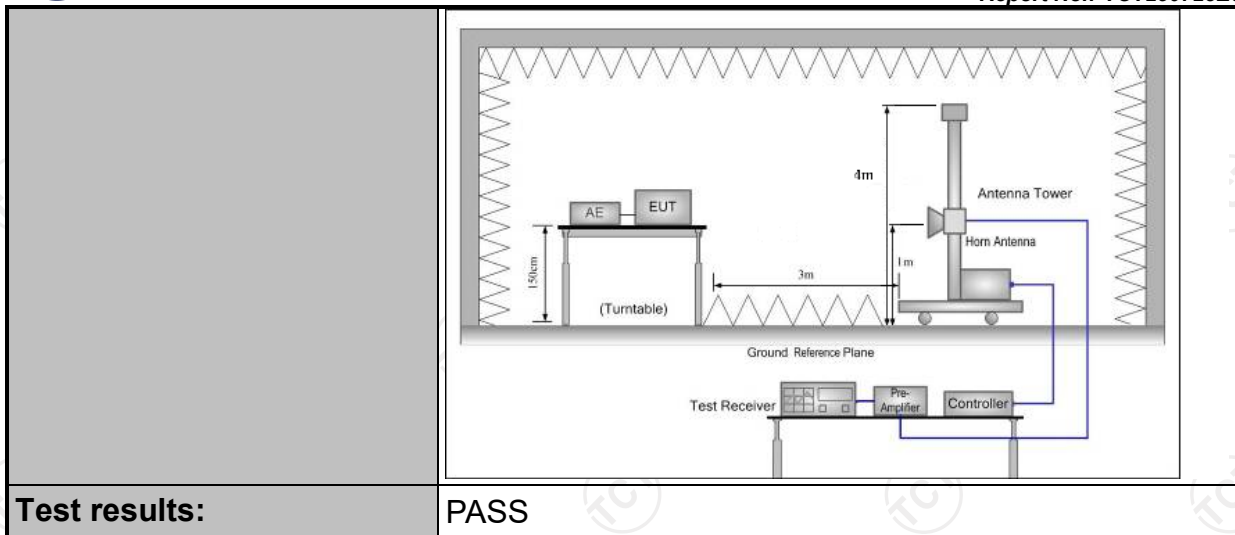 4m
Antenna Tower
AE
EUT
Horn Antenna
150cm
1m
3m
(Turntable)
Ground Reference Plane
Test Receiver
Pre-
Amplifier
Controller
Test results:
PASS